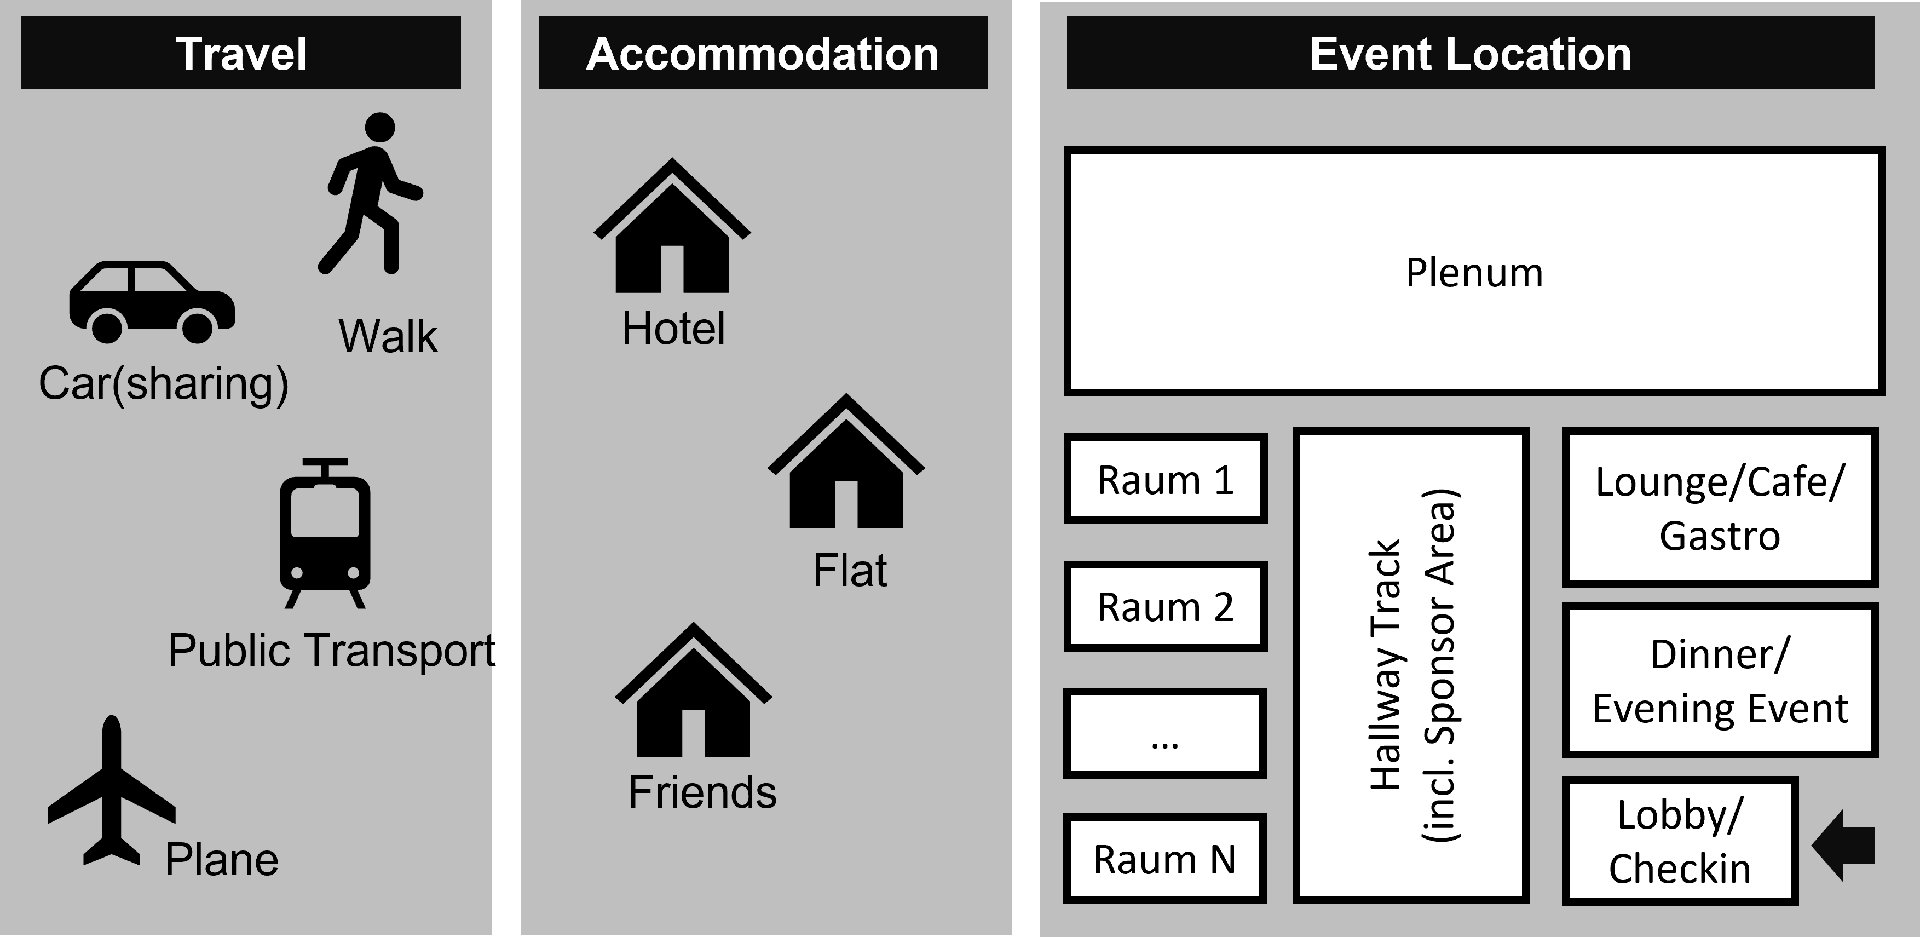 Travel
Walk
Car(sharing)
Public Transport
Plane
Accommodation
Hotel
Flat
Friends
Event Location
Plenum
Raum 1
Raum 2
...
Raum N
Hallway Track
(incl. Sponsor Area)
Lounge/Cafe/
Gastro
Dinner/
Evening Event
Lobby/
Checkin